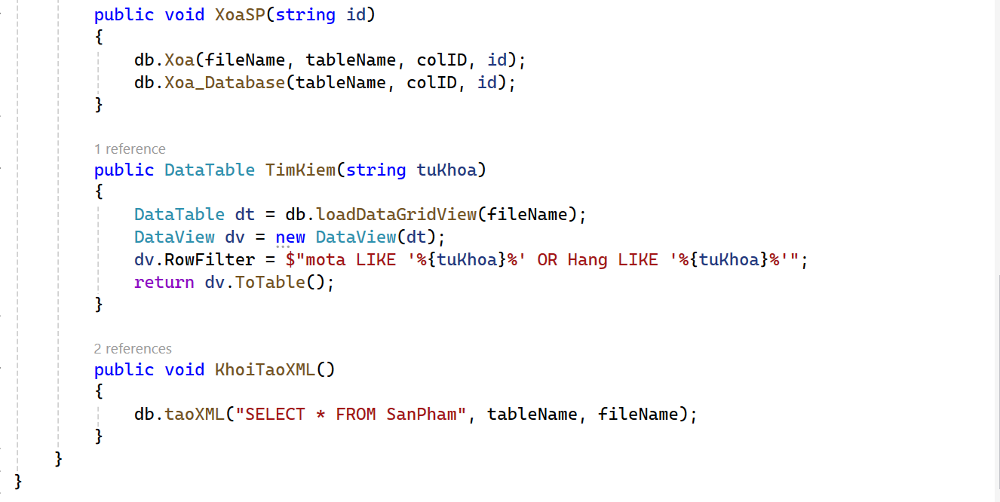 public void XoaSP(string id)
{
db.Xoa(fileName, tableName, colID, id);
db.Xoa_Database(tableName, colID, id);
}
1 reference
public DataTable TimKiem(string tuKhoa)
{
DataTable dt = db.loadDataGridView(fileName);
DataView dv = new DataView(dt);
dv.RowFilter = $"mota LIKE '%{tuKhoa}%' OR Hang LIKE '%{tuKhoa}%'";
return dv.ToTable();
}
2 references
public void KhoiTaoXML()
{
db.taoXML("SELECT * FROM SanPham", tableName, fileName);
}
}
}